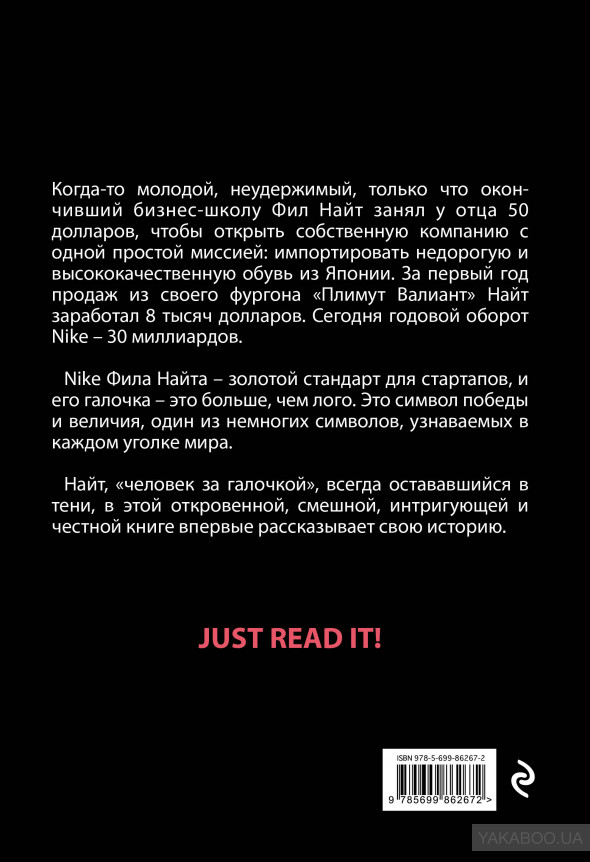 Когда-то молодой, неудержимый, только что окон-
чивший бизнес-школу Фил Найт занял у отца 50
долларов, чтобы открыть собственную компанию с
одной простой миссией: импортировать недорогую и
высококачественную обувь из Японии. За первый год
продаж из своего фургона «Плимут Валиант» Найт
заработал 8 тысяч долларов. Сегодня годовой оборот
Nike – 30 миллиардов.
Nike Фила Найта – золотой стандарт для стартапов, и
его галочка – это больше, чем лого. Это символ победы
и величия, один из немногих символов, узнаваемых в
каждом уголке мира.
Найт, «человек за галочкой», всегда остававшийся в
тени, в этой откровенной, смешной, интригующей и
честной книге впервые рассказывает свою историю.
JUST READ IT!
ISBN 978-5-699-86267-2
9 785699 862672 >
YAKABOO.UA